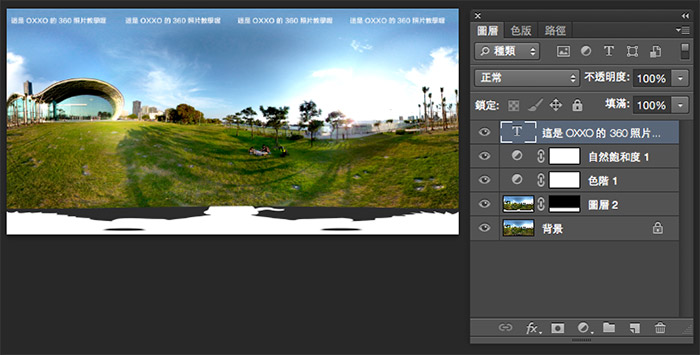 這是 OXXO 的 360 照片教學喔 這是 OXXO 的 360 照片教學喔 這是 OXXO 的 360 照片教學喔 這是 OXXO 的 360 照片教學喔
圖層 色版 路徑
種類
正常 不透明度: 100%
鎖定: 填滿: 100%
T 這是 OXXO 的 360 照片...
自然飽和度 1
色階 1
圖層 2
背景
fx